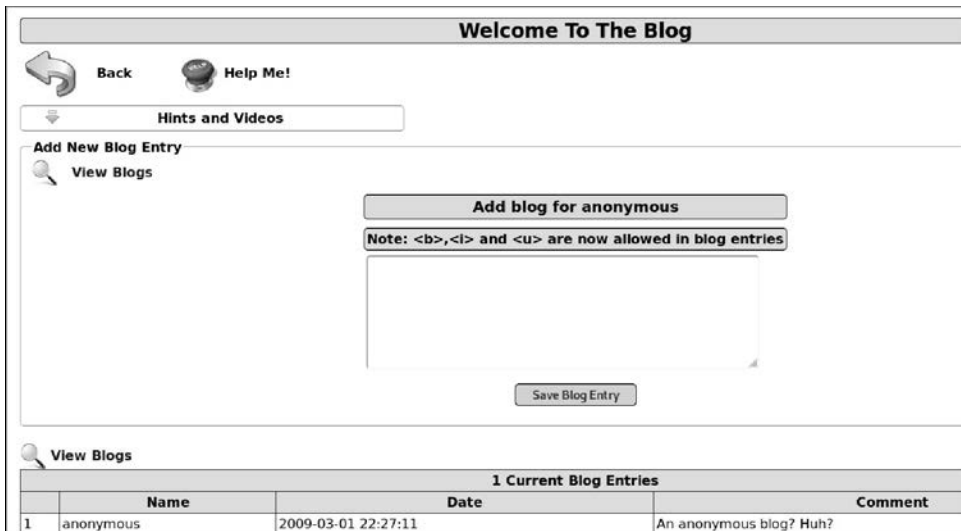 Welcome To The Blog
Back
HELP
Help Me!
Hints and Videos
Add New Blog Entry
View Blogs
Add blog for anonymous
Note: <b>,<i> and <u> are now allowed in blog entries
Save Blog Entry
View Blogs
1 Current Blog Entries
Name Date Comment
1 anonymous 2009-03-01 22:27:11 An anonymous blog? Huh?